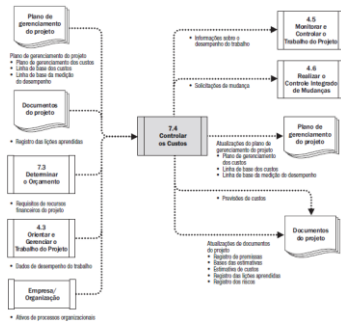 Plano de
gerenciamento
do projeto
Plano de gerenciamento do projeto
• Plano de gerenciamento dos custos
• Linha de base dos custos
• Linha de base da medição
do desempenho
Documentos
do projeto
• Registro das lições aprendidas
7.3
Determinar
o Orçamento
• Requisitos de recursos
financeiros do projeto
4.3
Orientar e
Gerenciar o
Trabalho do Projeto
• Dados de desempenho do trabalho
Empresa/
Organização
• Ativos de processos organizacionais
7.4
Controlar
os Custos
• Informações sobre o
desempenho do trabalho
• Solicitações de mudança
Atualizações do plano de
gerenciamento do projeto
• Plano de gerenciamento
dos custos
• Linha de base dos custos
• Linha de base da medição do desempenho
• Previsões de custos
Atualizações de documentos
do projeto
• Registro de premissas
• Bases das estimativas
• Estimativas de custos
• Registro das lições aprendidas
• Registro dos riscos
4.5
Monitorar e
Controlar o
Trabalho do Projeto
4.6
Realizar o
Controle Integrado
de Mudanças
Plano de
gerenciamento
do projeto
Documentos
do projeto